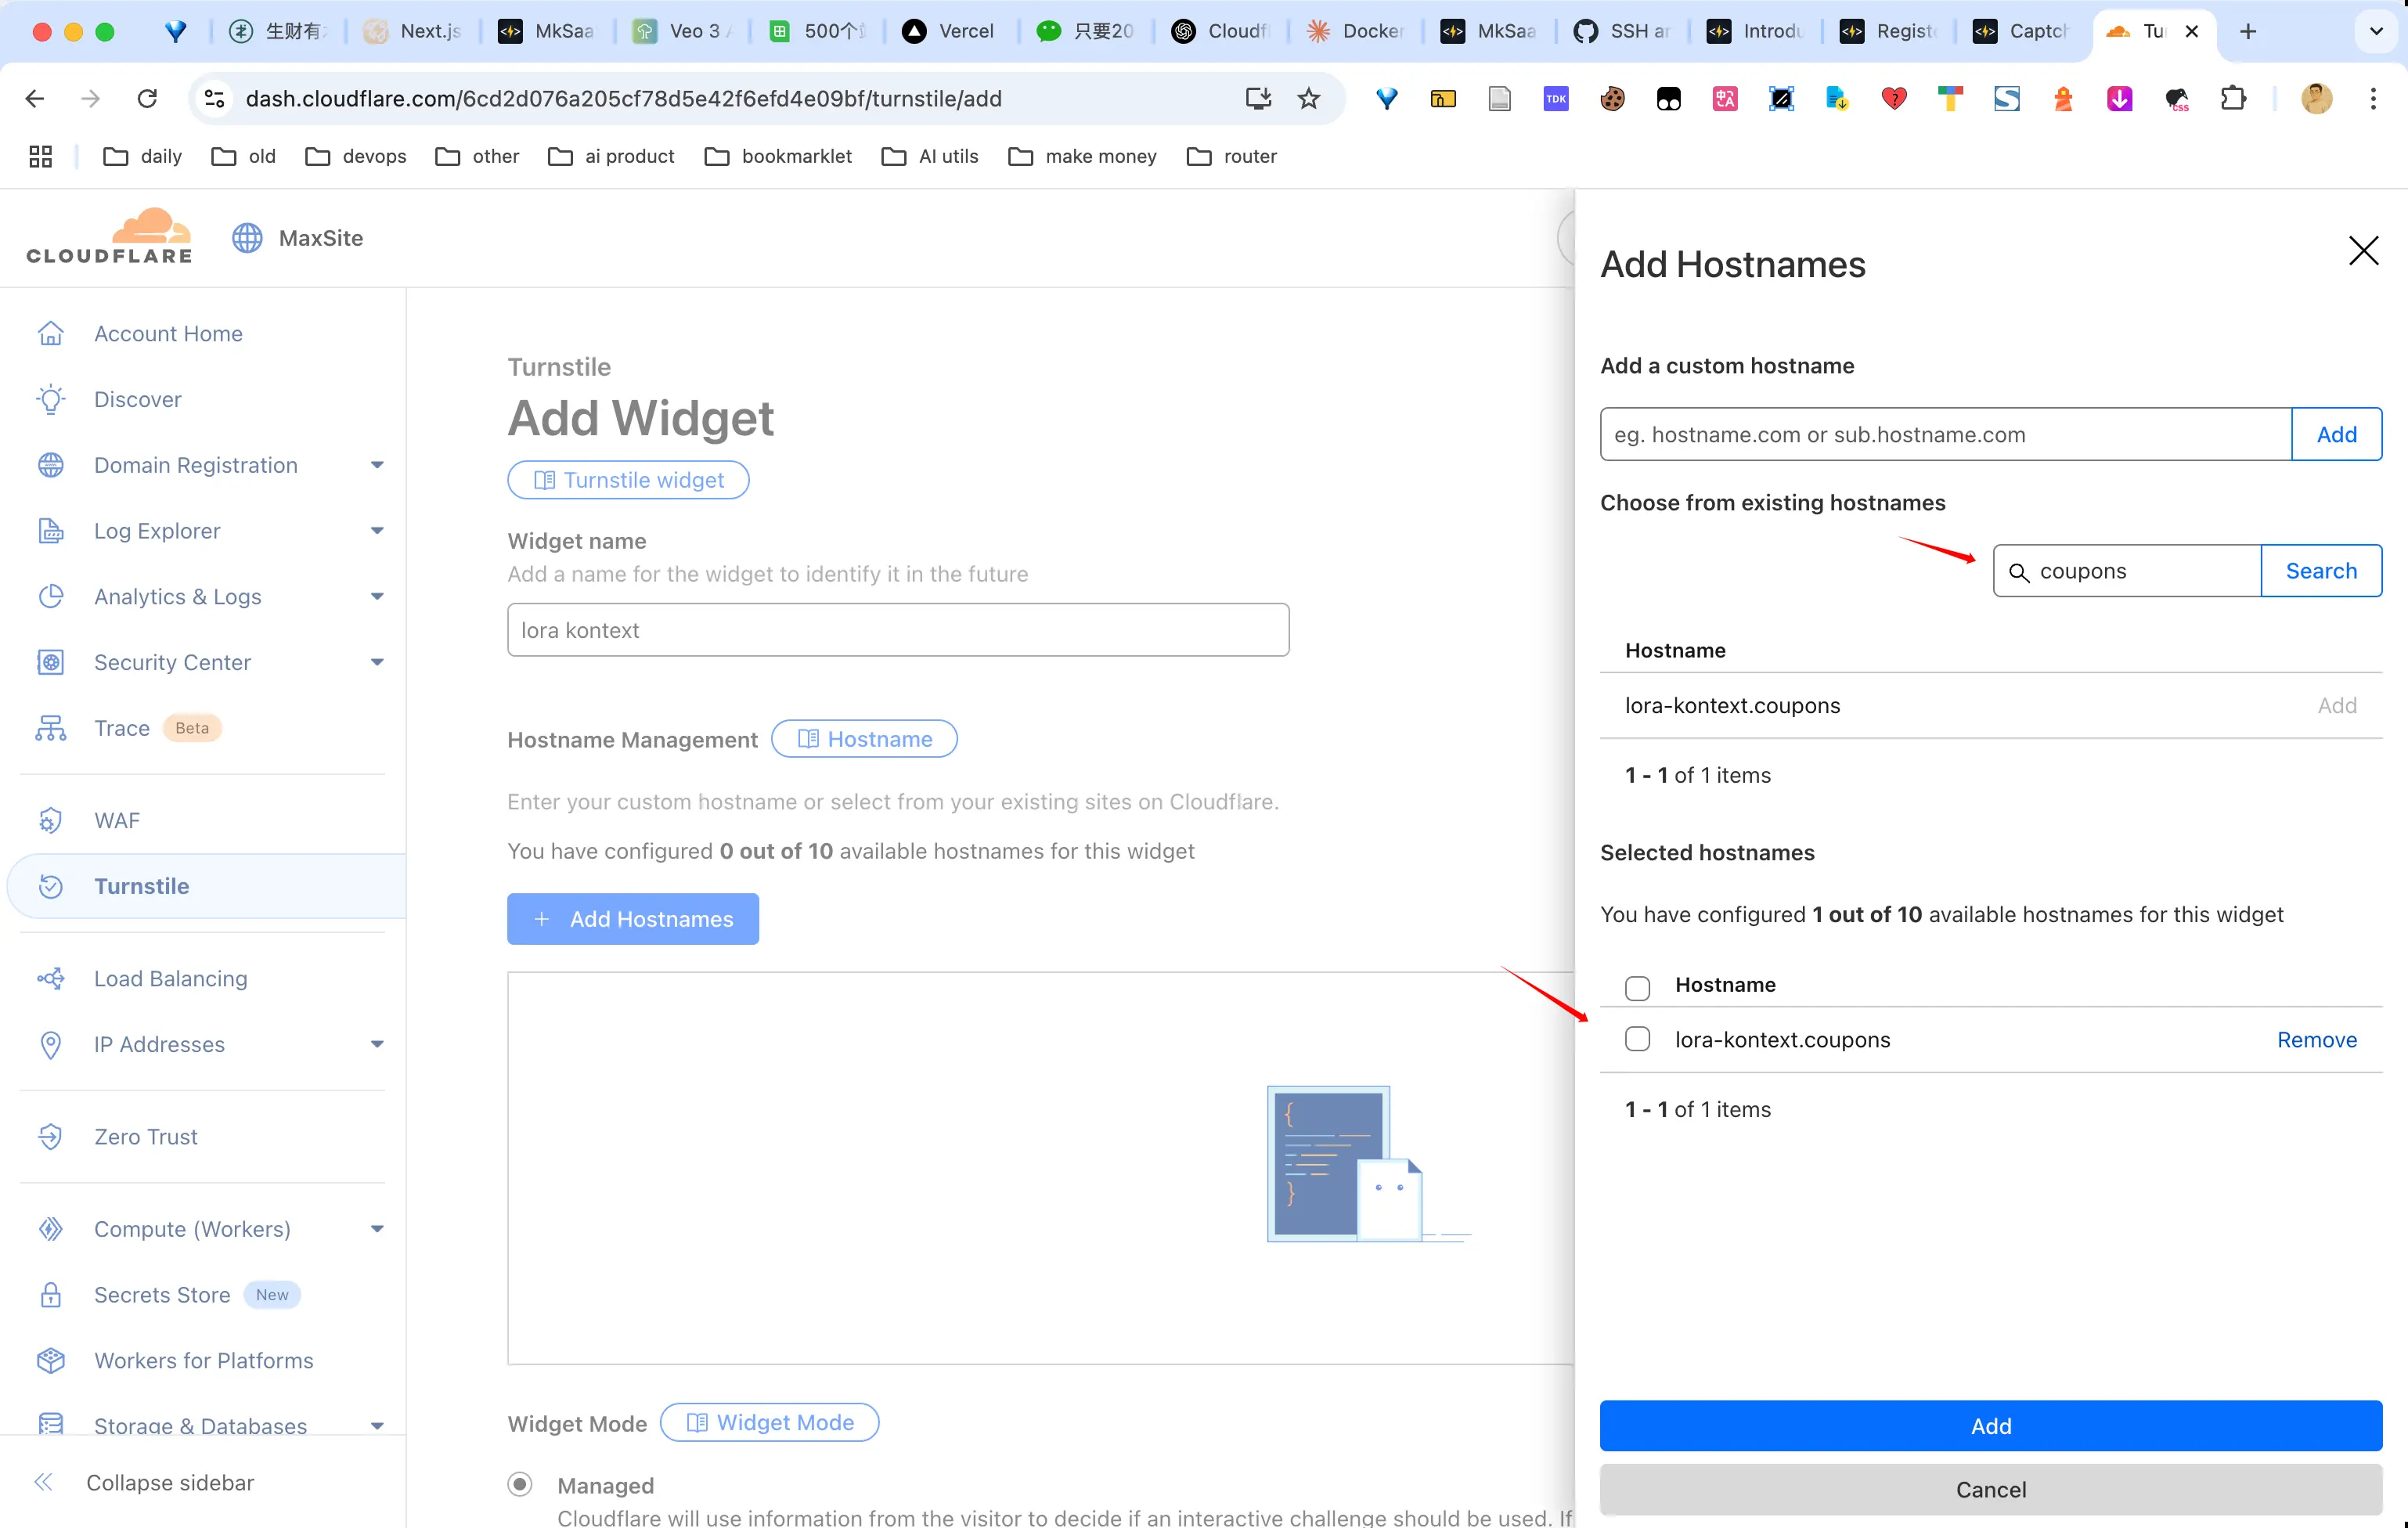 生财有
Next.js
MkSaa
Veo 3
500个
Vercel
只要20
Cloudf
Docker
MkSaa
SSH ar
Introdu
Registe
Captch
Tu
dash.cloudflare.com/6cd2d076a205cf78d5e42f6efd4e09bf/turnstile/add
TDK
css
daily
old
devops
other
ai product
bookmarklet
AI utils
make money
router
CLOUDFLARE
MaxSite
Account Home
Discover
Domain Registration
Log Explorer
Analytics & Logs
Security Center
Trace Beta
WAF
Turnstile
Load Balancing
IP Addresses
Zero Trust
Compute (Workers)
Secrets Store New
Workers for Platforms
Storage & Databases
Collapse sidebar
Turnstile
Add Widget
Turnstile widget
Widget name
Add a name for the widget to identify it in the future
lora kontext
Hostname Management Hostname
Enter your custom hostname or select from your existing sites on Cloudflare.
You have configured 0 out of 10 available hostnames for this widget
+ Add Hostnames
Widget Mode Widget Mode
Managed
Cloudflare will use information from the visitor to decide if an interactive challenge should be used. If
Add Hostnames
Add a custom hostname
eg. hostname.com or sub.hostname.com Add
Choose from existing hostnames
coupons Search
Hostname
lora-kontext.coupons Add
1 - 1 of 1 items
Selected hostnames
You have configured 1 out of 10 available hostnames for this widget
Hostname
lora-kontext.coupons Remove
1 - 1 of 1 items
Add
Cancel